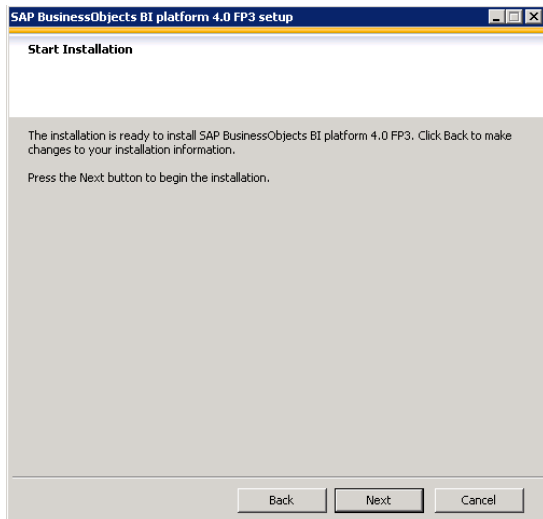 SAP BusinessObjects BI platform 4.0 FP3 setup
Start Installation
The installation is ready to install SAP BusinessObjects BI platform 4.0 FP3. Click Back to make
changes to your installation information.
Press the Next button to begin the installation.
Back Next Cancel